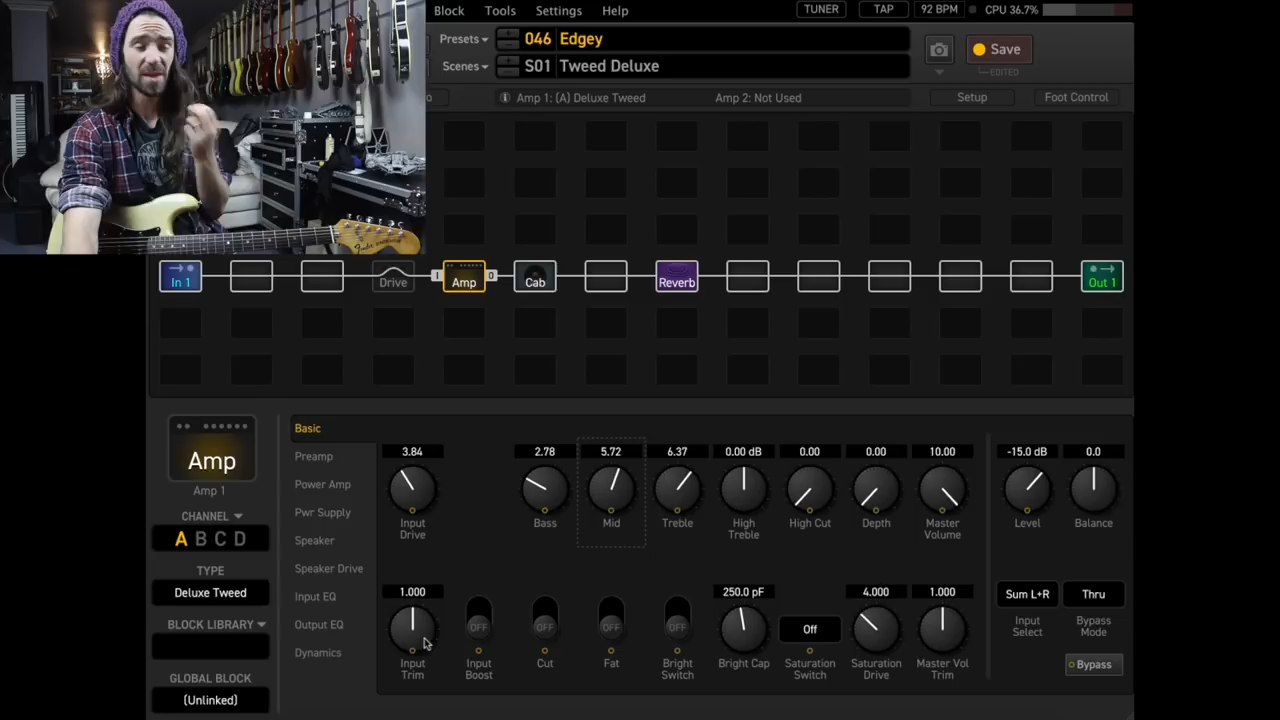 Block Tools Settings Help TUNER TAP 92 BPM CPU 36.7%
Presets 046 Edgey
Scenes S01 Tweed Deluxe
Save
EDITED
Amp 1: (A) Deluxe Tweed Amp 2: Not Used Setup Foot Control
In 1 Drive I Amp O Cab Reverb Out 1
Amp
Amp 1
CHANNEL
A B C D
TYPE
Deluxe Tweed
BLOCK LIBRARY
GLOBAL BLOCK
(Unlinked)
Basic
Preamp
Power Amp
Pwr Supply
Speaker
Speaker Drive
Input EQ
Output EQ
Dynamics
3.84 2.78 5.72 6.37 0.00 dB 0.00 0.00 10.00 -15.0 dB 0.0
Input Drive Bass Mid Treble High Treble High Cut Depth Master Volume Level Balance
1.000 250.0 pF 4.000 1.000 Sum L+R Thru
OFF OFF OFF OFF Off
Input Trim Input Boost Cut Fat Bright Switch Bright Cap Saturation Switch Saturation Drive Master Vol Trim Input Select Bypass Mode
Bypass